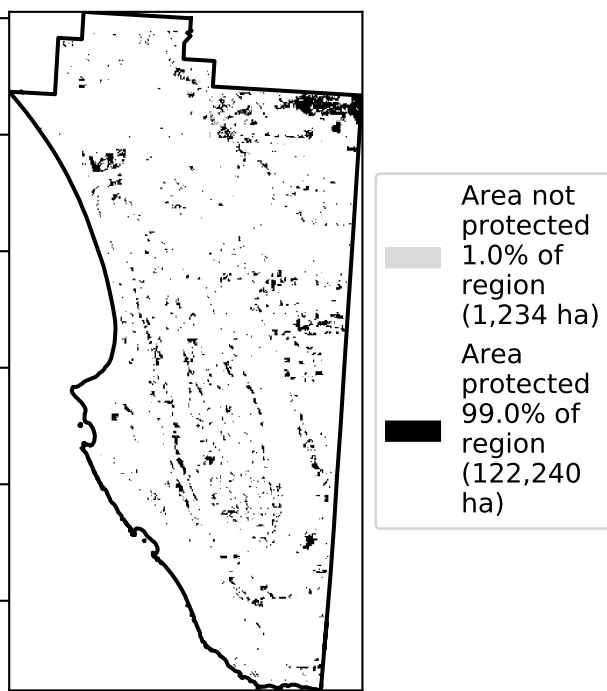 Area not
protected
1.0% of
region
(1,234 ha)
Area
protected
99.0% of
region
(122,240
ha)